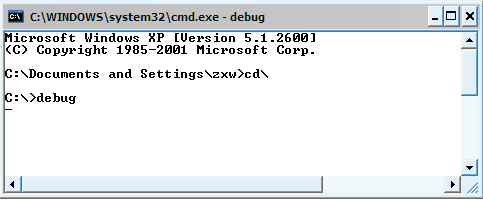 C:\WINDOWS\system32\cmd.exe - debug
Microsoft Windows XP [Version 5.1.2600]
(C) Copyright 1985-2001 Microsoft Corp.
C:\Documents and Settings\zxw>cd\
C:\>debug